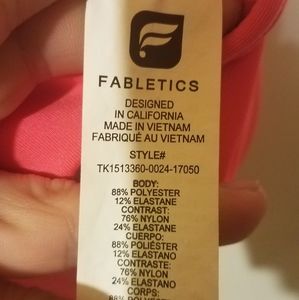 FABLETICS
DESIGNED
IN CALIFORNIA
MADE IN VIETNAM
FABRIQUÉ AU VIETNAM
STYLE#
TK1513360-0024-17050
BODY:
88% POLYESTER
12% ELASTANE
CONTRAST:
76% NYLON
24% ELASTANE
CUERPO:
88% POLIÉSTER
12% ELASTANO
CONTRASTE:
76% NYLON
24% ELASTANO
CORPS: